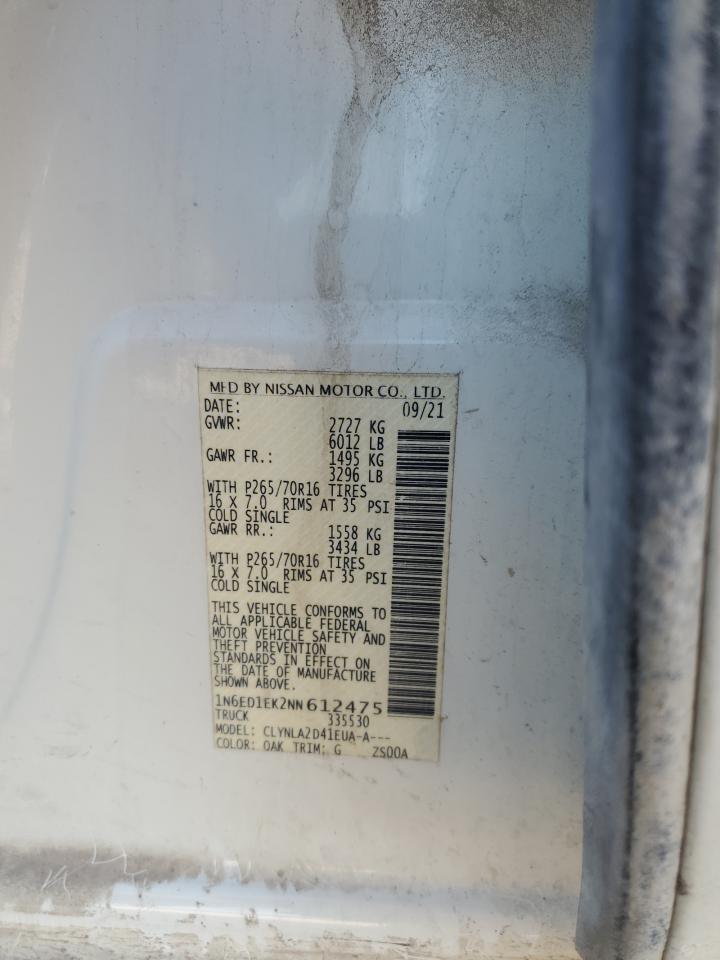 MFD BY NISSAN MOTOR CO., LTD.
DATE: 09/21
GVWR: 2727 KG
6012 LB
GAWR FR.: 1495 KG
3296 LB
WITH P265/70R16 TIRES
16 X 7.0 RIMS AT 35 PSI
COLD SINGLE
GAWR RR.: 1558 KG
3434 LB
WITH P265/70R16 TIRES
16 X 7.0 RIMS AT 35 PSI
COLD SINGLE
THIS VEHICLE CONFORMS TO
ALL APPLICABLE FEDERAL
MOTOR VEHICLE SAFETY AND
THEFT PREVENTION
STANDARDS IN EFFECT ON
THE DATE OF MANUFACTURE
SHOWN ABOVE.
1N6ED1EK2NN612475
TRUCK 335530
MODEL: CLYNLA2D41EUA-A---
COLOR: OAK TRIM: G ZS00A